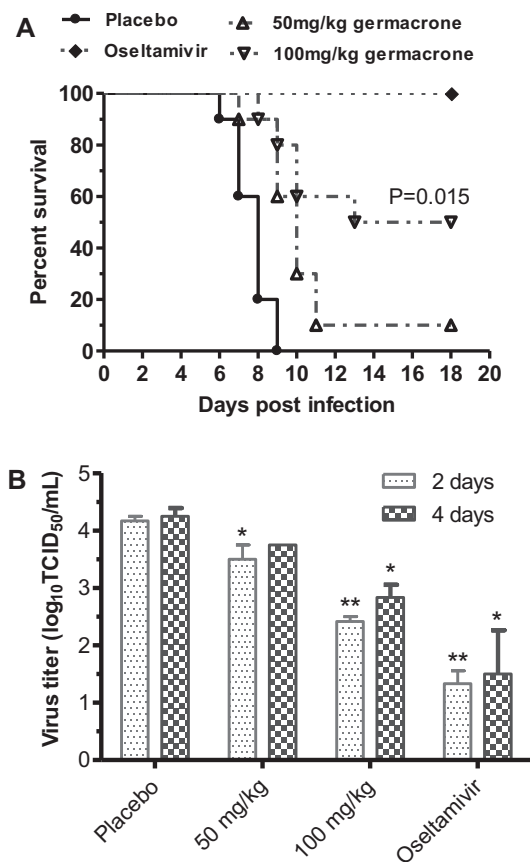 A
Placebo
50mg/kg germacrone
Oseltamivir
100mg/kg germacrone
100
80
60
40
20
0
Percent survival
P=0.015
0 2 4 6 8 10 12 14 16 18 20
Days post infection
B
5
4
3
2
1
0
Virus titer (log10TCID50/mL)
2 days
4 days
*
**
*
**
*
Placebo
50 mg/kg
100 mg/kg
Oseltamivir